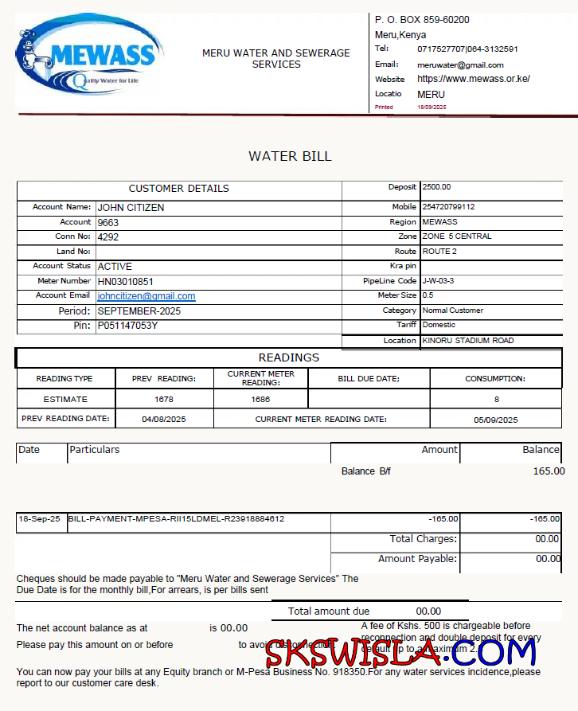 MEWASS
Quality Water for Life
MERU WATER AND SEWERAGE
SERVICES
P. O. BOX 859-60200
Meru,Kenya
Tel: 0717527707|064-3132591
Email: meruwater@gmail.com
Website https://www.mewass.or.ke/
Locatio MERU
Printed 18/09/2025
WATER BILL
CUSTOMER DETAILS
Deposit 2500.00
Account Name: JOHN CITIZEN
Mobile 254720799112
Account 9663
Region MEWASS
Conn No: 4292
Zone ZONE 5 CENTRAL
Land No:
Route ROUTE 2
Account Status ACTIVE
Kra pin
Meter Number HN03010851
PipeLine Code J-W-03-3
Account Email johncitizen@gmail.com
Meter Size 0.5
Period: SEPTEMBER-2025
Category Normal Customer
Pin: P051147053Y
Tariff Domestic
Location KINORU STADIUM ROAD
READINGS
READING TYPE PREV READING: CURRENT METER READING: BILL DUE DATE; CONSUMPTION:
ESTIMATE 1678 1686 8
PREV READING DATE: 04/08/2025 CURRENT METER READING DATE: 05/09/2025
Date Particulars Amount Balance
Balance B/f 165.00
18-Sep-25 BILL-PAYMENT-MPESA-RII15LDMEL-R23918884612 -165.00 -165.00
Total Charges: 00.00
Amount Payable: 00.00
Cheques should be made payable to "Meru Water and Sewerage Services" The
Due Date is for the monthly bill,For arrears, is per bills sent
Total amount due 00.00
The net account balance as at is 00.00
A fee of Kshs. 500 is chargeable before
reconnection and double deposit for every
Please pay this amount on or before to avoid
default up to a maximum 2.
SKSWISLA.COM
You can now pay your bills at any Equity branch or M-Pesa Business No. 918350.For any water services incidence,please
report to our customer care desk.